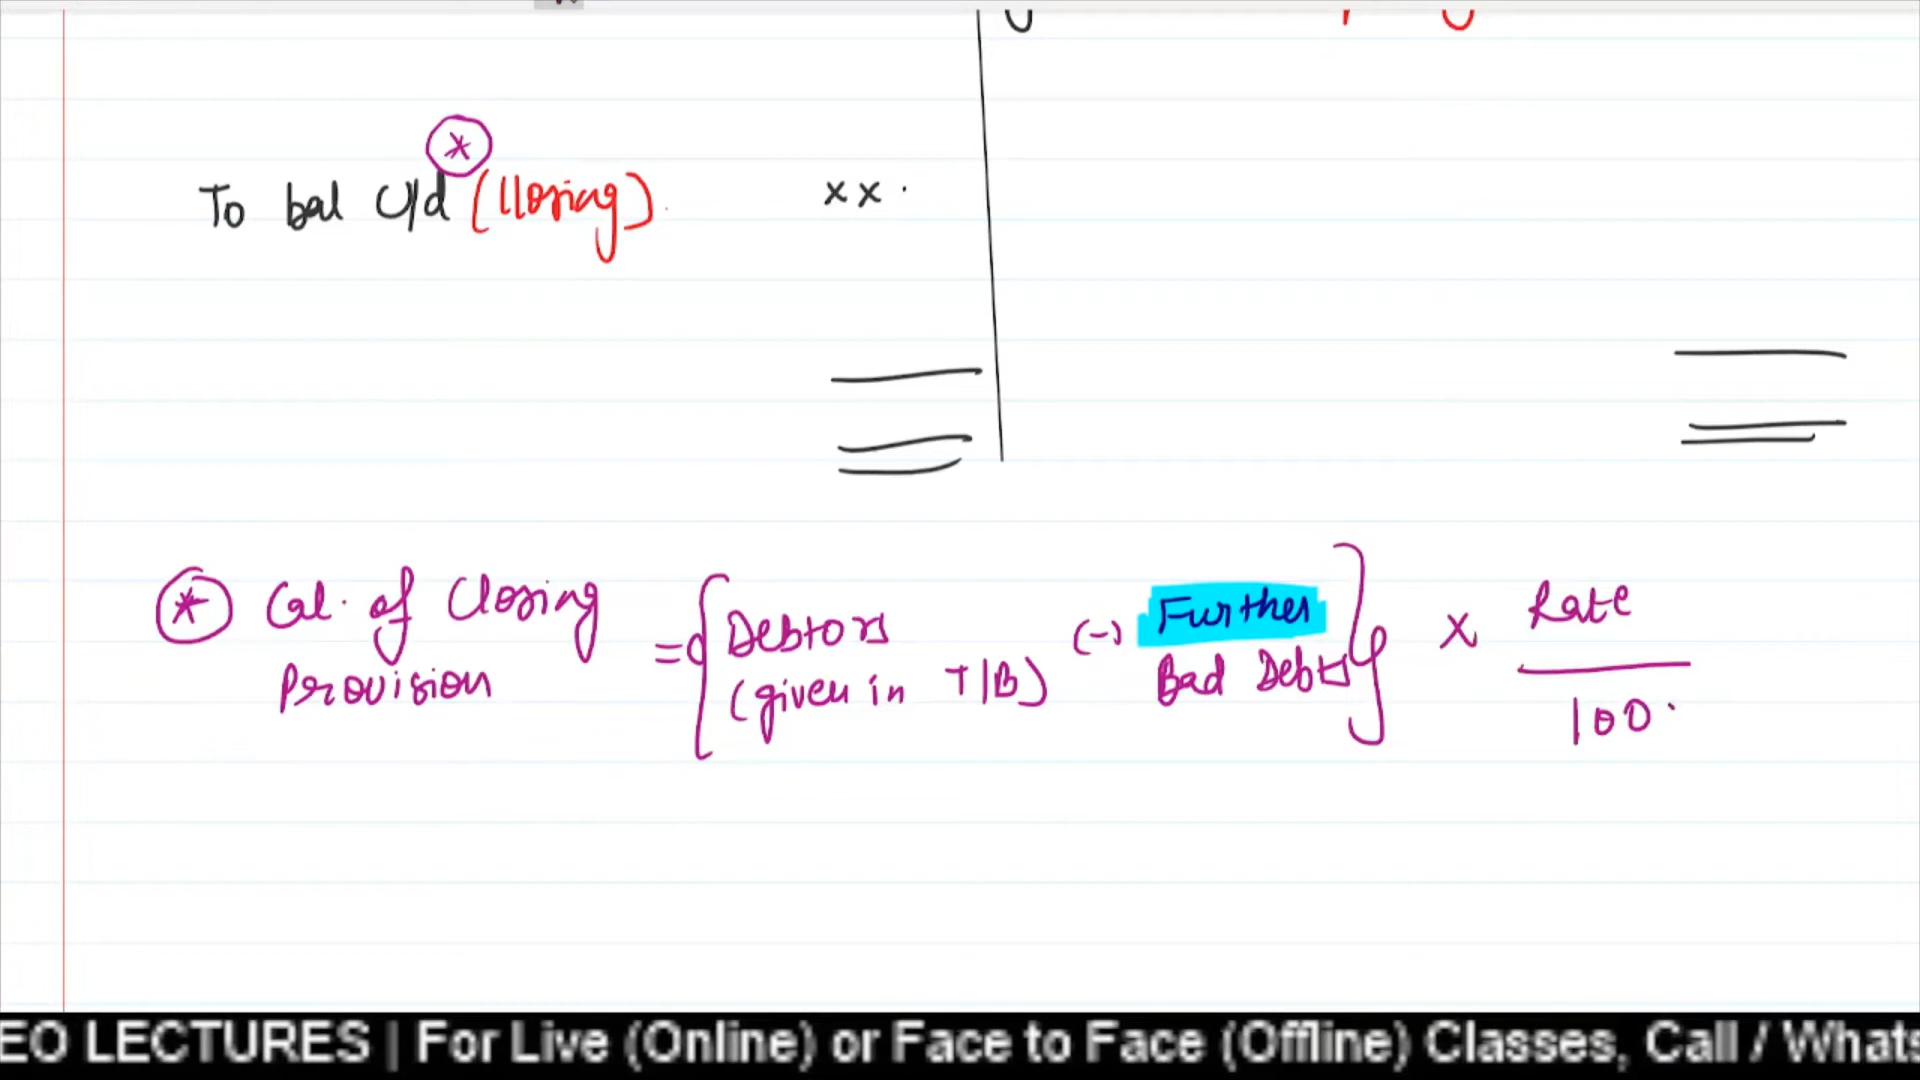 *
To bal c/d (Closing) xx.
* Cal. of Closing Provision = { Debtors (given in T/B) (-) Further Bad Debts } x Rate / 100.
EO LECTURES | For Live (Online) or Face to Face (Offline) Classes, Call / Whats